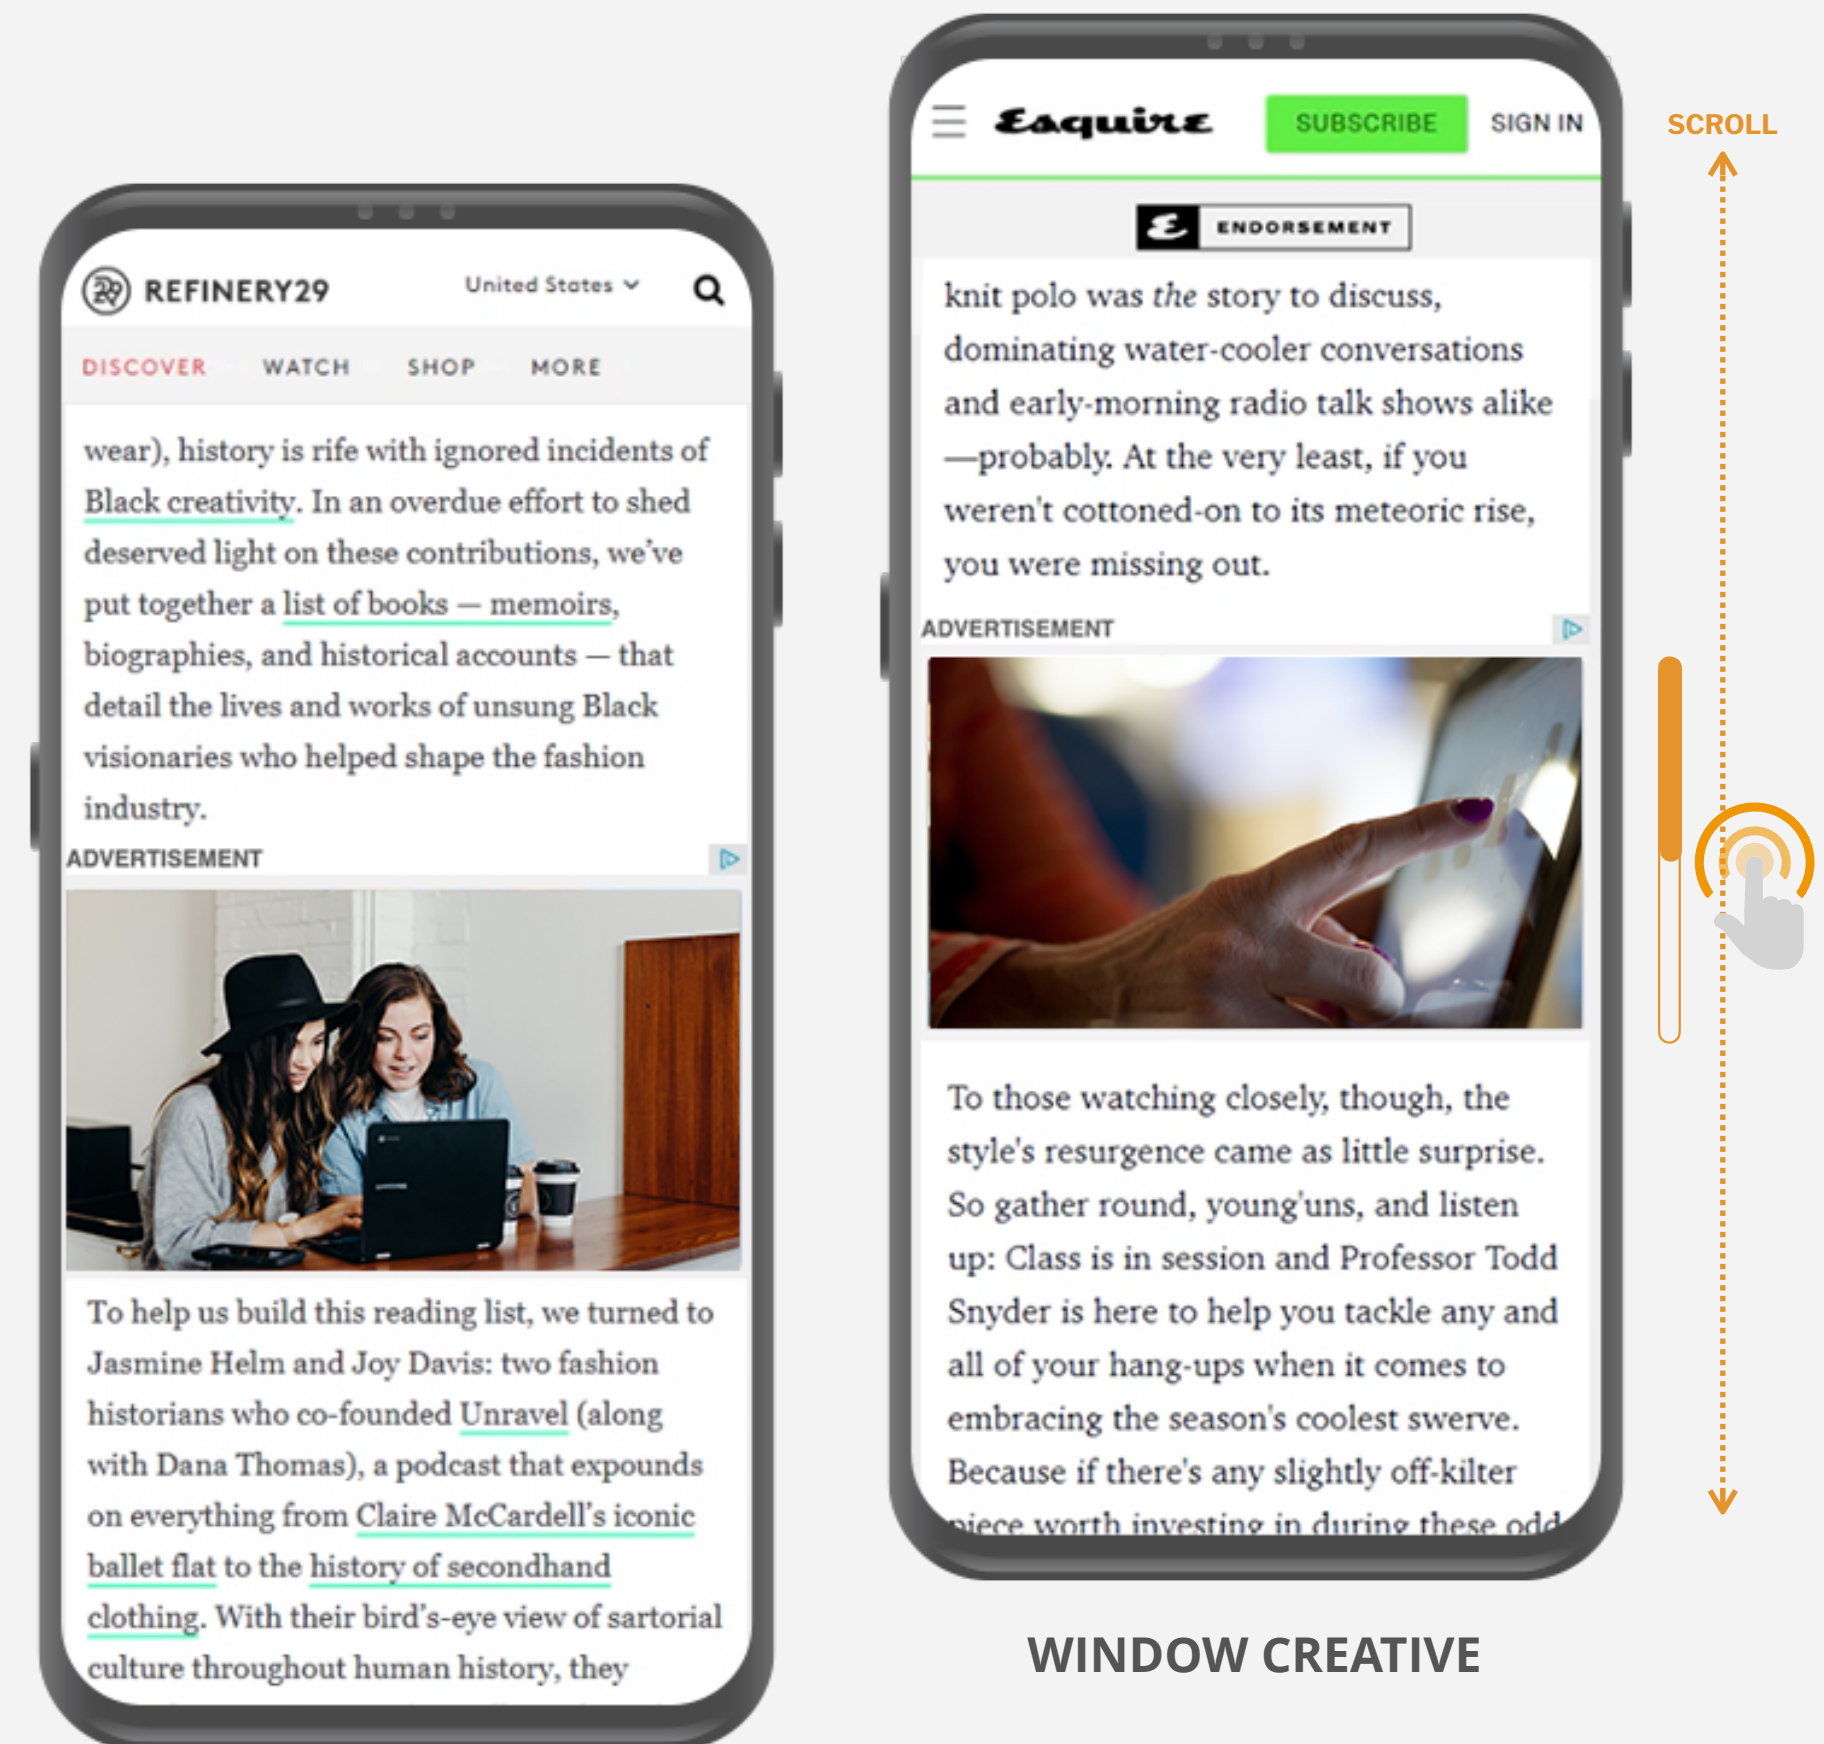 REFINERY29
United States
DISCOVER WATCH SHOP MORE
wear), history is rife with ignored incidents of
Black creativity. In an overdue effort to shed
deserved light on these contributions, we've
put together a list of books — memoirs,
biographies, and historical accounts — that
detail the lives and works of unsung Black
visionaries who helped shape the fashion
industry.
ADVERTISEMENT
To help us build this reading list, we turned to
Jasmine Helm and Joy Davis: two fashion
historians who co-founded Unravel (along
with Dana Thomas), a podcast that expounds
on everything from Claire McCardell's iconic
ballet flat to the history of secondhand
clothing. With their bird's-eye view of sartorial
culture throughout human history, they
Esquire SUBSCRIBE SIGN IN
E ENDORSEMENT
knit polo was the story to discuss,
dominating water-cooler conversations
and early-morning radio talk shows alike
—probably. At the very least, if you
weren't cottoned-on to its meteoric rise,
you were missing out.
ADVERTISEMENT
To those watching closely, though, the
style's resurgence came as little surprise.
So gather round, young'uns, and listen
up: Class is in session and Professor Todd
Snyder is here to help you tackle any and
all of your hang-ups when it comes to
embracing the season's coolest swerve.
Because if there's any slightly off-kilter
piece worth investing in during these odd
WINDOW CREATIVE
SCROLL